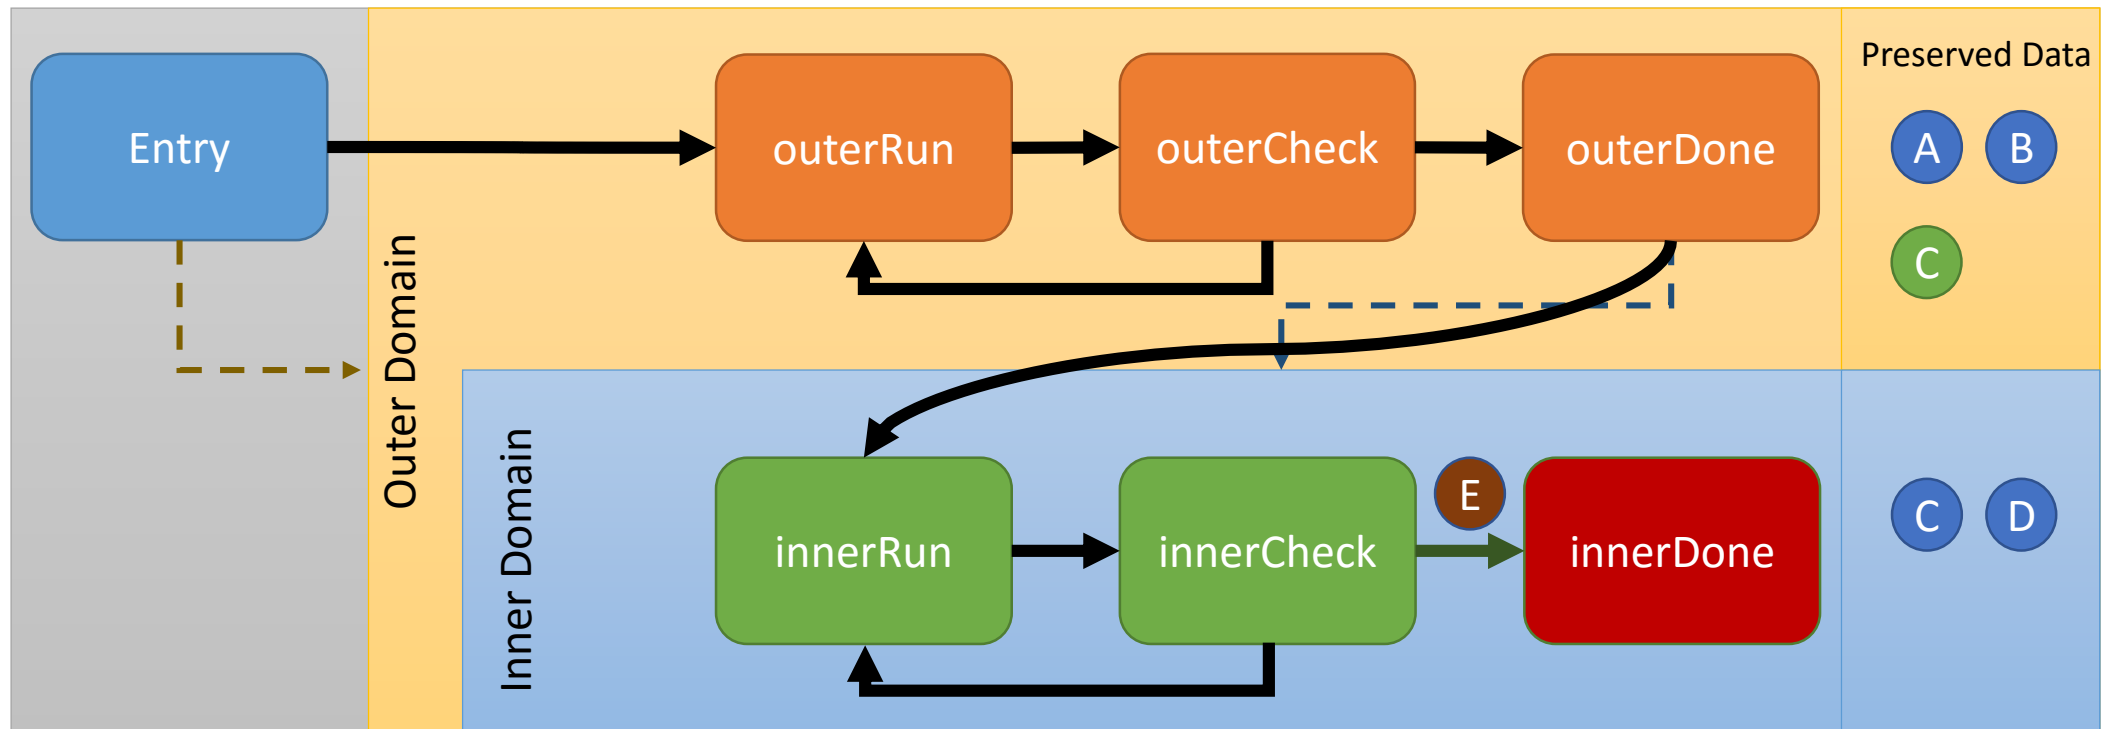 Preserved Data
Entry
outerRun
outerCheck
outerDone
A
B
C
Outer Domain
Inner Domain
innerRun
innerCheck
E
innerDone
C
D